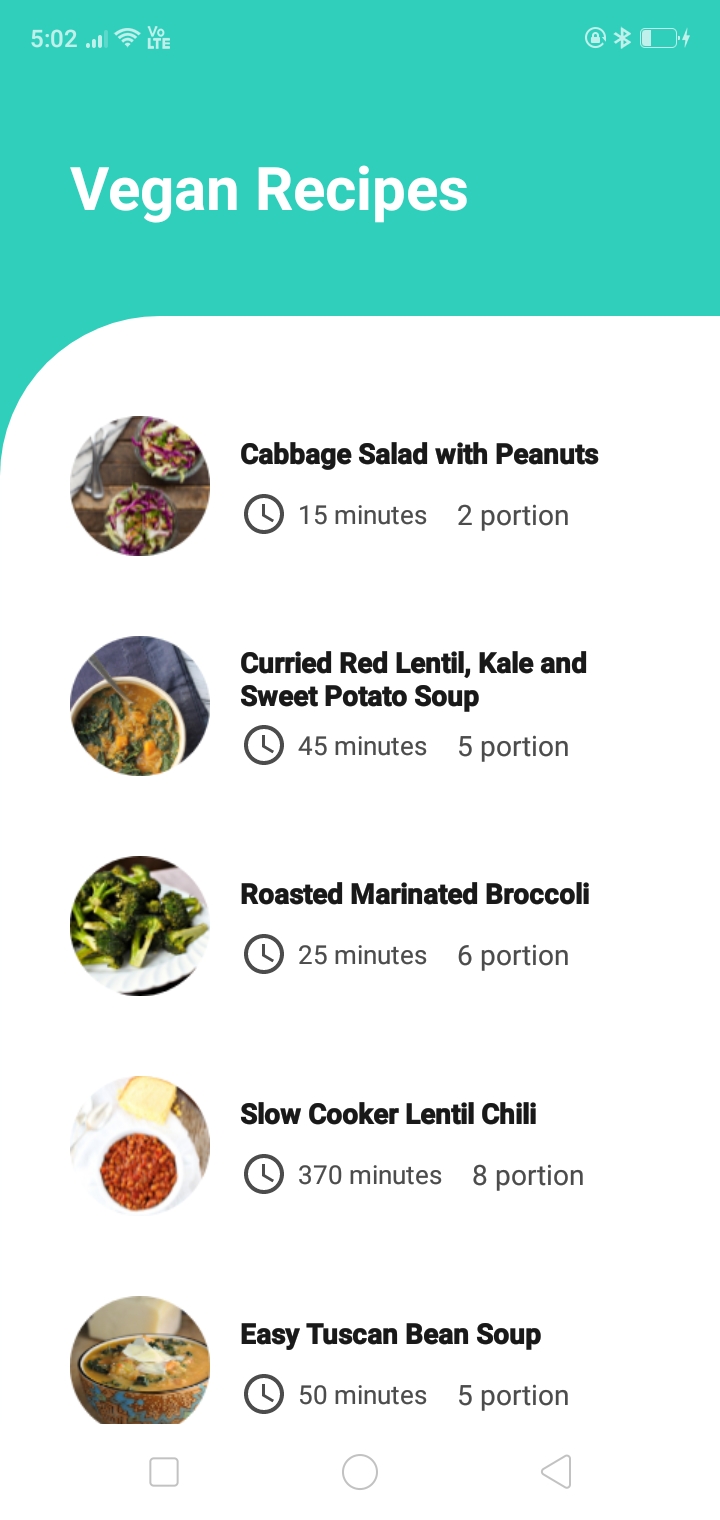 5:02 Vo LTE
Vegan Recipes
Cabbage Salad with Peanuts
15 minutes 2 portion
Curried Red Lentil, Kale and
Sweet Potato Soup
45 minutes 5 portion
Roasted Marinated Broccoli
25 minutes 6 portion
Slow Cooker Lentil Chili
370 minutes 8 portion
Easy Tuscan Bean Soup
50 minutes 5 portion